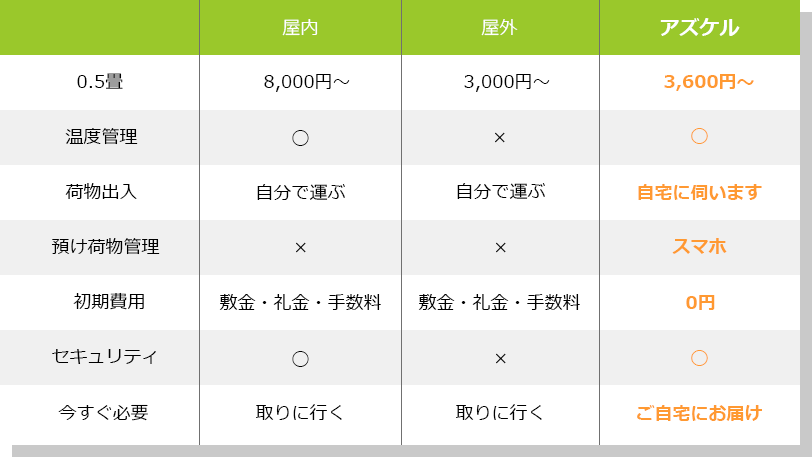 屋内 屋外 アズケル
0.5畳 8,000円～ 3,000円～ 3,600円～
温度管理 ○ × ○
荷物出入 自分で運ぶ 自分で運ぶ 自宅に伺います
預け荷物管理 × × スマホ
初期費用 敷金・礼金・手数料 敷金・礼金・手数料 0円
セキュリティ ○ × ○
今すぐ必要 取りに行く 取りに行く ご自宅にお届け